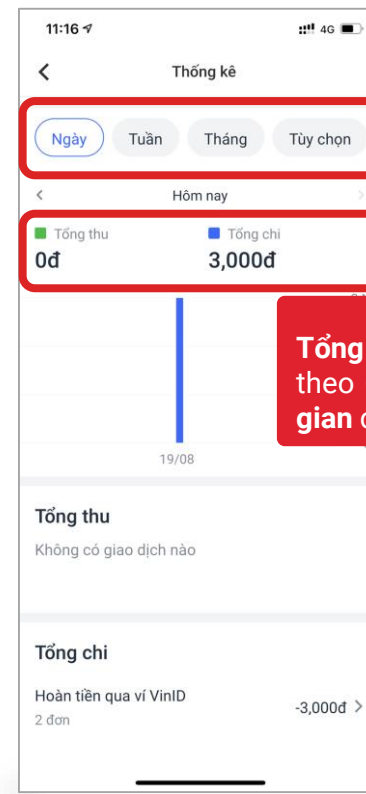 11:16 4G
Thống kê
Ngày Tuần Tháng Tùy chọn
Hôm nay
Tổng thu Tổng chi
0đ 3,000đ
Tổng
theo
gian
19/08
Tổng thu
Không có giao dịch nào
Tổng chi
Hoàn tiền qua ví VinID
-3,000đ
2 đơn